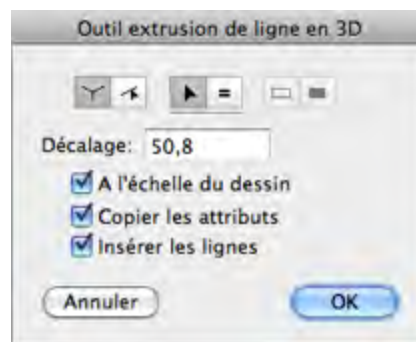 Outil extrusion de ligne en 3D
=
Décalage: 50,8
A l'échelle du dessin
Copier les attributs
Insérer les lignes
Annuler OK